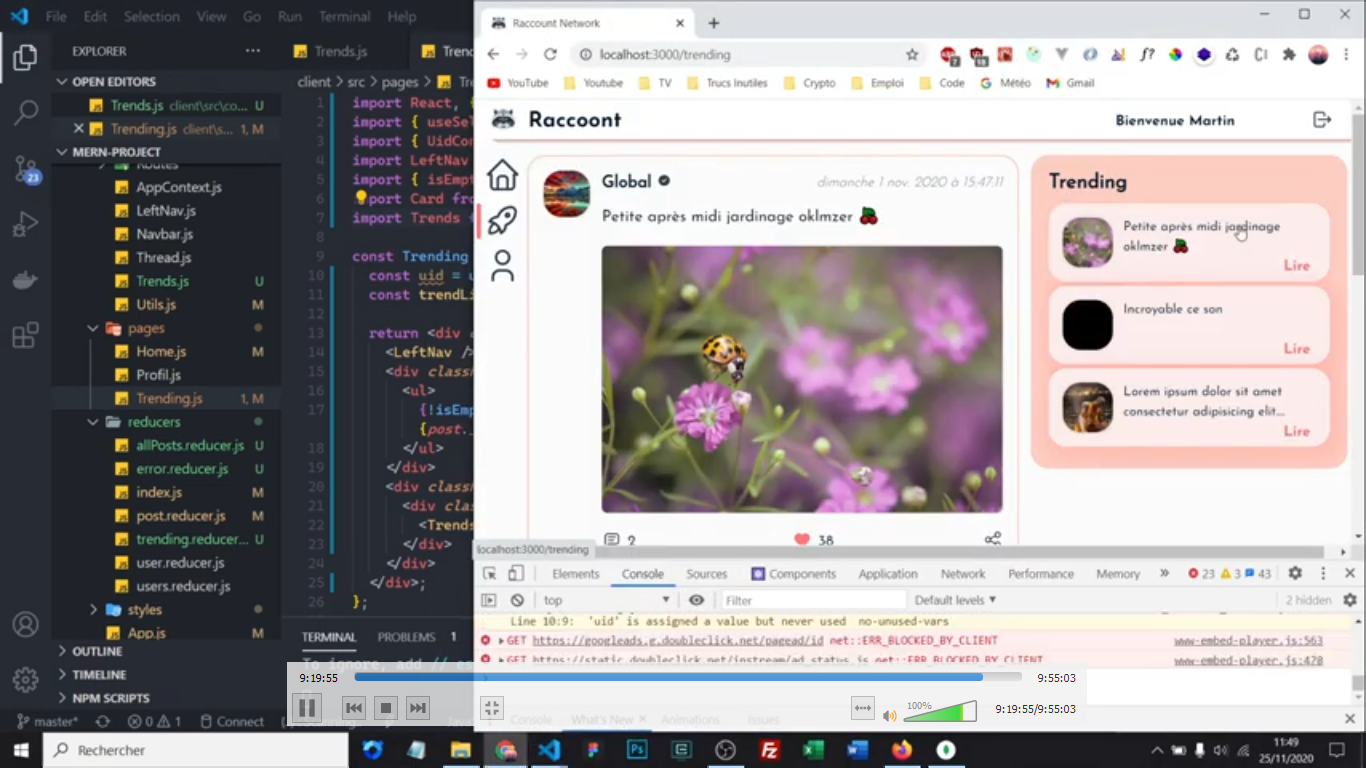 File Edit Selection View Go Run Terminal Help
EXPLORER
OPEN EDITORS
Trends.js client\src\co... U
Trending.js client\s... 1, M
MERN-PROJECT
Routes
AppContext.js
LeftNav.js
Navbar.js
Thread.js
Trends.js U
Utils.js M
pages
Home.js M
Profil.js
Trending.js 1, M
reducers
allPosts.reducer.js U
error.reducer.js U
index.js M
post.reducer.js M
trending.reducer... U
user.reducer.js
users.reducer.js
styles
App.js M
OUTLINE
TIMELINE
NPM SCRIPTS
master* 0 1 Connect
23
Trends.js
client > src > pages >
1 import React, {
2 import { useSel
3 import { UidCon
4 import LeftNav
5 import { isEmpt
6 port Card fro
7 import Trends
8
9 const Trending
10 const uid = u
11 const trendLi
12
13 return <div
14 <LeftNav />
15 <div class
16 <ul>
17 {!isEmp
{post.
18 </ul>
19 </div>
20 <div class
21 <div clas
22 <Trends
23 </div>
24 </div>
25 </div>;
26 };
TERMINAL PROBLEMS 1
To ignore, add // es
Raccount Network
localhost:3000/trending
YouTube Youtube TV Trucs Inutiles Crypto Emploi Code Météo Gmail
Raccoont
Bienvenue Martin
Global
dimanche 1 nov. 2020 à 15:47:11
Petite après midi jardinage oklmzer
2 38
Trending
Petite après midi jardinage
oklmzer
Lire
Incroyable ce son
Lire
Lorem ipsum dolor sit amet
consectetur adipisicing elit...
Lire
localhost:3000/trending
Elements Console Sources Components Application Network Performance Memory » 23 3 43
top Filter Default levels 2 hidden
Line 10:9: 'uid' is assigned a value but never used no-unused-vars
GET https://googleads.g.doubleclick.net/pagead/id net::ERR_BLOCKED_BY_CLIENT www-embed-player.js:563
GET https://static.doubleclick.net/instream/ad_status.js net::ERR_BLOCKED_BY_CLIENT www-embed-player.js:420
Console What's New Animations Issues
9:19:55 9:55:03
100%
9:19:55/9:55:03
Rechercher
11:49
25/11/2020